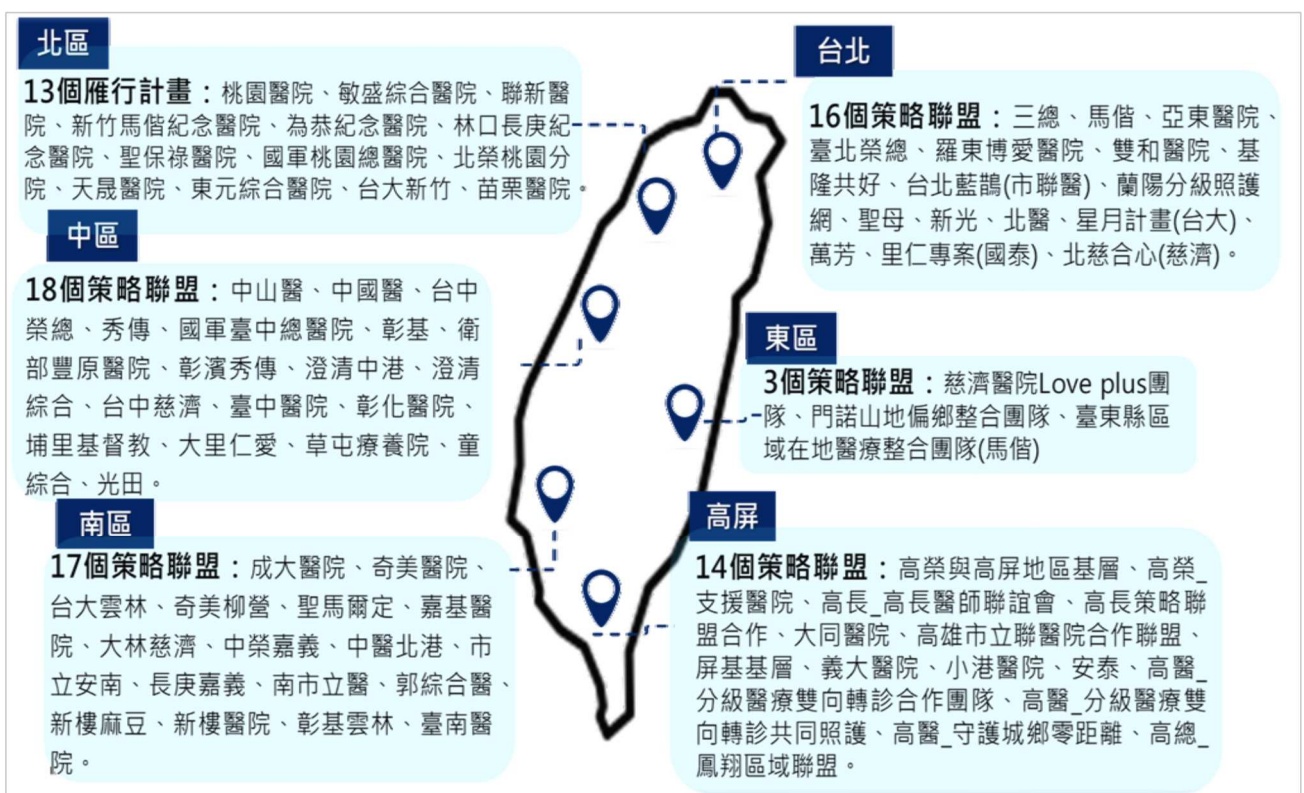 北區
13個雁行計畫：桃園醫院、敏盛綜合醫院、聯新醫
院、新竹馬偕紀念醫院、為恭紀念醫院、林口長庚紀
念醫院、聖保祿醫院、國軍桃園總醫院、北榮桃園分
院、天晟醫院、東元綜合醫院、台大新竹、苗栗醫院。
台北
16個策略聯盟：三總、馬偕、亞東醫院、
臺北榮總、羅東博愛醫院、雙和醫院、基
隆共好、台北藍鵲(市聯醫)、蘭陽分級照護
網、聖母、新光、北醫、星月計畫(台大)、
萬芳、里仁專案(國泰)、北慈合心(慈濟)。
中區
18個策略聯盟：中山醫、中國醫、台中
榮總、秀傳、國軍臺中總醫院、彰基、衛
部豐原醫院、彰濱秀傳、澄清中港、澄清
綜合、台中慈濟、臺中醫院、彰化醫院、
埔里基督教、大里仁愛、草屯療養院、童
綜合、光田。
東區
3個策略聯盟：慈濟醫院Love plus團
隊、門諾山地偏鄉整合團隊、臺東縣區
域在地醫療整合團隊(馬偕)
南區
17個策略聯盟：成大醫院、奇美醫院、
台大雲林、奇美柳營、聖馬爾定、嘉基醫
院、大林慈濟、中榮嘉義、中醫北港、市
立安南、長庚嘉義、南市立醫、郭綜合醫、
新樓麻豆、新樓醫院、彰基雲林、臺南醫
院。
高屏
14個策略聯盟：高榮與高屏地區基層、高榮_
支援醫院、高長_高長醫師聯誼會、高長策略聯
盟合作、大同醫院、高雄市立聯醫院合作聯盟、
屏基基層、義大醫院、小港醫院、安泰、高醫_
分級醫療雙向轉診合作團隊、高醫_分級醫療雙
向轉診共同照護、高醫_守護城鄉零距離、高總_
鳳翔區域聯盟。